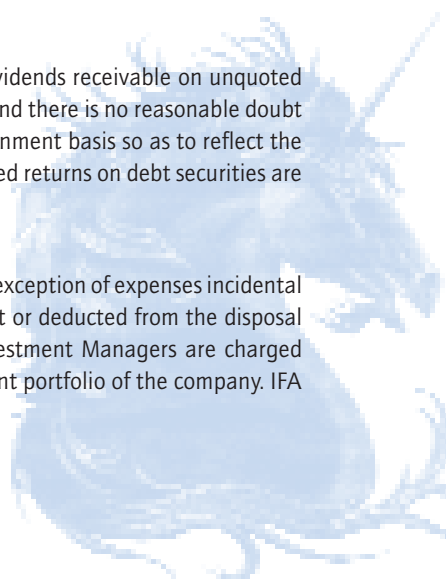 vidends receivable on unquoted
nd there is no reasonable doubt
nment basis so as to reflect the
ed returns on debt securities are
exception of expenses incidental
t or deducted from the disposal
estment Managers are charged
nt portfolio of the company. IFA